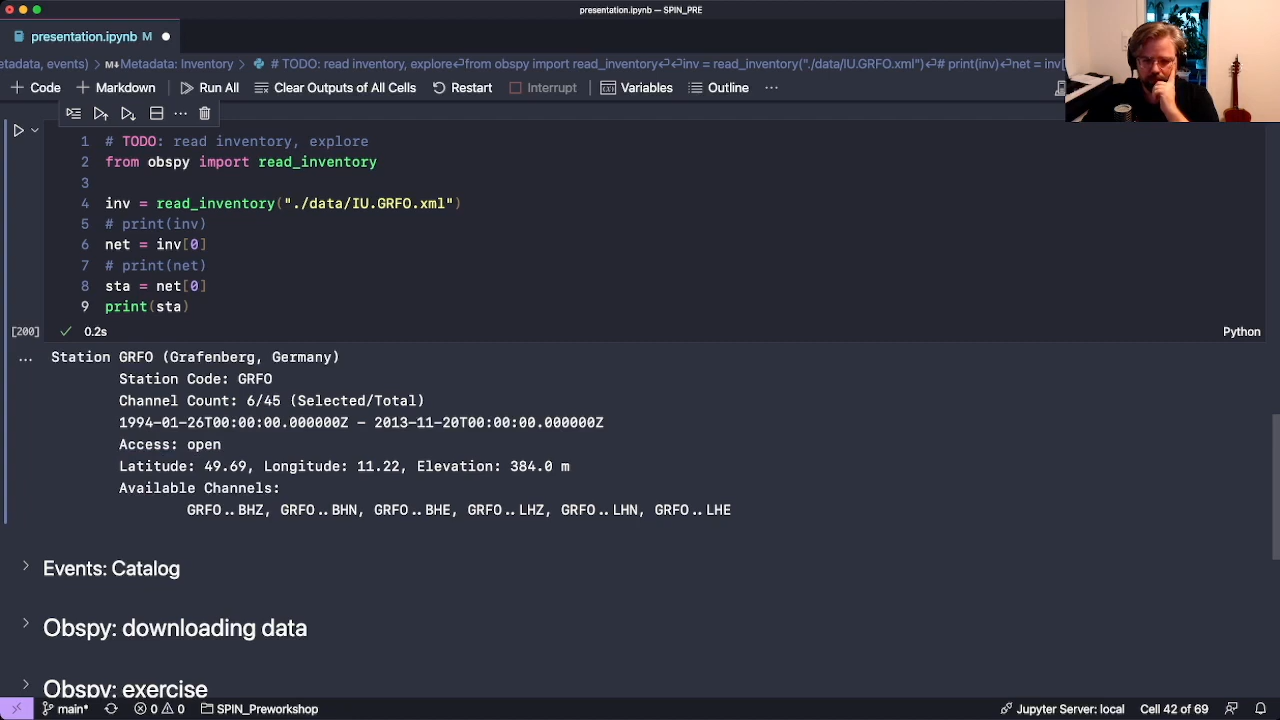 presentation.ipynb — SPIN_PRE
presentation.ipynb M
etadata, events) > M↓Metadata: Inventory > # TODO: read inventory, explore↵from obspy import read_inventory↵↵inv = read_inventory("./data/IU.GRFO.xml")↵# print(inv)↵net = inv[
+ Code + Markdown Run All Clear Outputs of All Cells Restart Interrupt Variables Outline ...
1 # TODO: read inventory, explore
2 from obspy import read_inventory
3
4 inv = read_inventory("./data/IU.GRFO.xml")
5 # print(inv)
6 net = inv[0]
7 # print(net)
8 sta = net[0]
9 print(sta)
[200] ✓ 0.2s Python
... Station GRFO (Grafenberg, Germany)
Station Code: GRFO
Channel Count: 6/45 (Selected/Total)
1994-01-26T00:00:00.000000Z - 2013-11-20T00:00:00.000000Z
Access: open
Latitude: 49.69, Longitude: 11.22, Elevation: 384.0 m
Available Channels:
GRFO..BHZ, GRFO..BHN, GRFO..BHE, GRFO..LHZ, GRFO..LHN, GRFO..LHE
> Events: Catalog
> Obspy: downloading data
> Obspy: exercise
main* 0 0 SPIN_Preworkshop Jupyter Server: local Cell 42 of 69